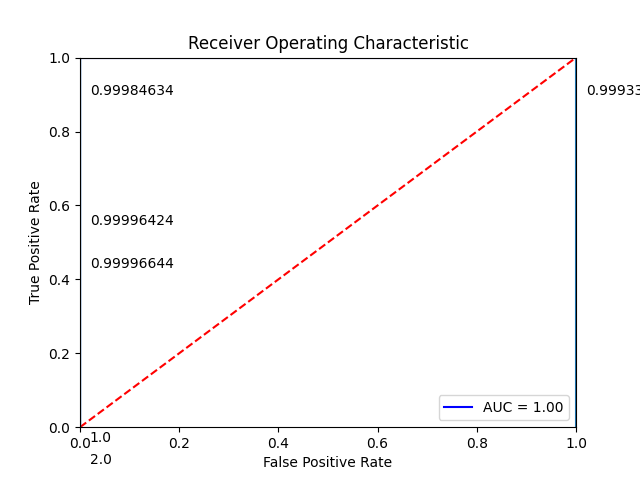 Receiver Operating Characteristic
1.0
0.99984634
0.99933
0.8
True Positive Rate
0.6
0.99996424
0.99996644
0.4
0.2
AUC = 1.00
0.0
1.0
0.0 0.2 0.4 0.6 0.8 1.0
2.0
False Positive Rate